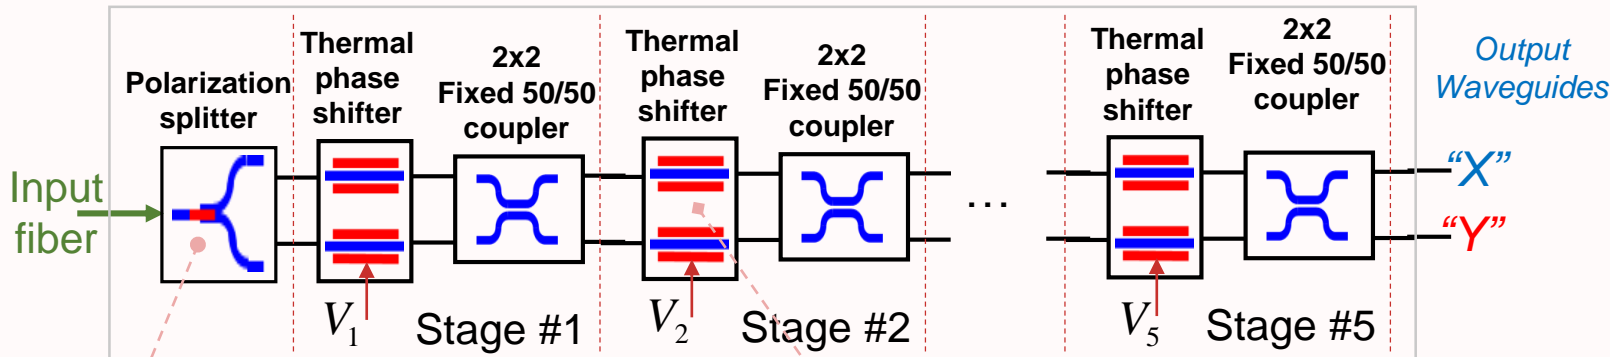 Input
fiber
Polarization
splitter
Thermal
phase
shifter
V1
2x2
Fixed 50/50
coupler
Stage #1
Thermal
phase
shifter
V2
2x2
Fixed 50/50
coupler
Stage #2
...
Thermal
phase
shifter
V5
2x2
Fixed 50/50
coupler
Stage #5
Output
Waveguides
“X”
“Y”